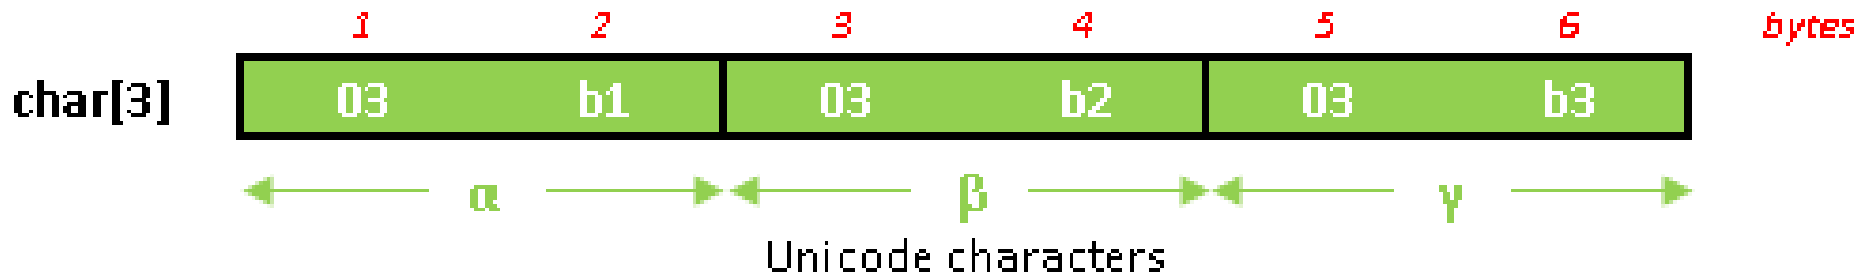 1 2 3 4 5 6 bytes
char[3] 03 b1 03 b2 03 b3
α β γ
Unicode characters